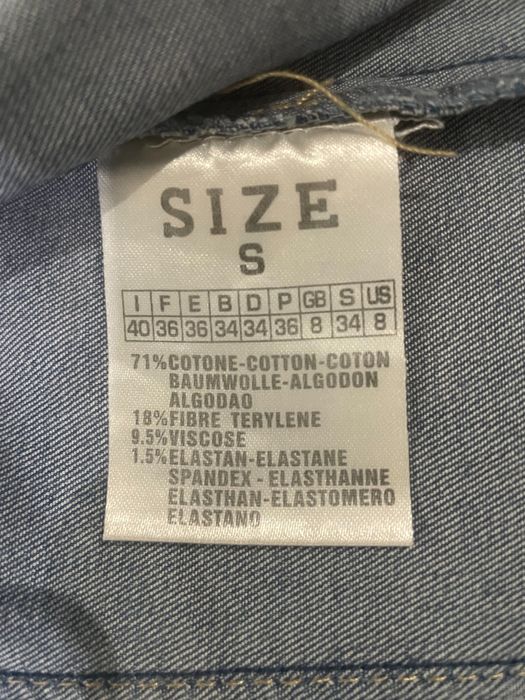 SIZE
S
I F E B D P GB S US
40 36 36 34 34 36 8 34 8
71%COTONE-COTTON-COTON
BAUMWOLLE-ALGODON
ALGODAO
18%FIBRE TERYLENE
9.5%VISCOSE
1.5%ELASTAN-ELASTANE
SPANDEX - ELASTHANNE
ELASTHAN-ELASTOMERO
ELASTANO